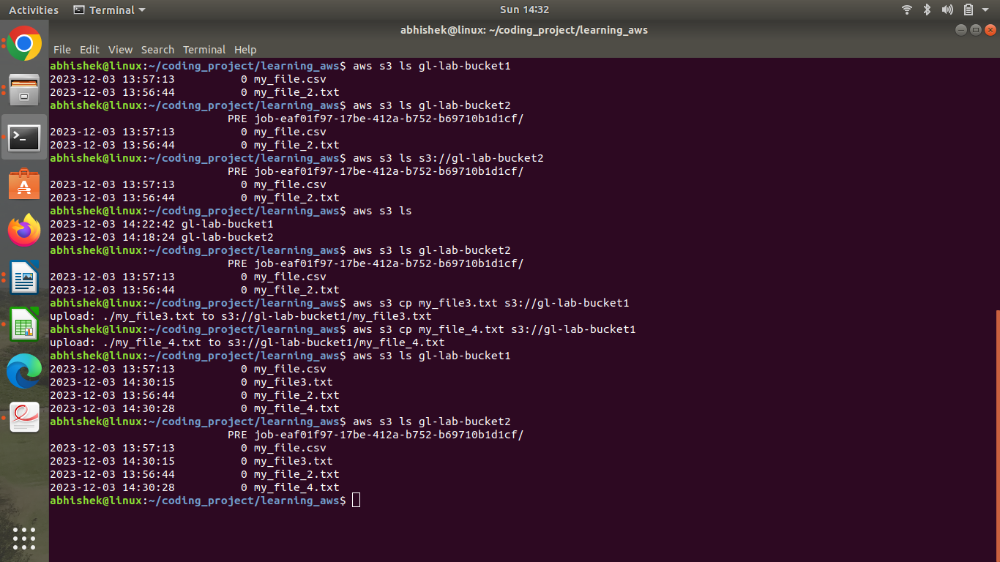 Activities Terminal Sun 14:32
abhishek@linux: ~/coding_project/learning_aws
File Edit View Search Terminal Help
abhishek@linux:~/coding_project/learning_aws$ aws s3 ls gl-lab-bucket1
2023-12-03 13:57:13          0 my_file.csv
2023-12-03 13:56:44          0 my_file_2.txt
abhishek@linux:~/coding_project/learning_aws$ aws s3 ls gl-lab-bucket2
                           PRE job-eaf01f97-17be-412a-b752-b69710b1d1cf/
2023-12-03 13:57:13          0 my_file.csv
2023-12-03 13:56:44          0 my_file_2.txt
abhishek@linux:~/coding_project/learning_aws$ aws s3 ls s3://gl-lab-bucket2
                           PRE job-eaf01f97-17be-412a-b752-b69710b1d1cf/
2023-12-03 13:57:13          0 my_file.csv
2023-12-03 13:56:44          0 my_file_2.txt
abhishek@linux:~/coding_project/learning_aws$ aws s3 ls
2023-12-03 14:22:42 gl-lab-bucket1
2023-12-03 14:18:24 gl-lab-bucket2
abhishek@linux:~/coding_project/learning_aws$ aws s3 ls gl-lab-bucket2
                           PRE job-eaf01f97-17be-412a-b752-b69710b1d1cf/
2023-12-03 13:57:13          0 my_file.csv
2023-12-03 13:56:44          0 my_file_2.txt
abhishek@linux:~/coding_project/learning_aws$ aws s3 cp my_file3.txt s3://gl-lab-bucket1
upload: ./my_file3.txt to s3://gl-lab-bucket1/my_file3.txt
abhishek@linux:~/coding_project/learning_aws$ aws s3 cp my_file_4.txt s3://gl-lab-bucket1
upload: ./my_file_4.txt to s3://gl-lab-bucket1/my_file_4.txt
abhishek@linux:~/coding_project/learning_aws$ aws s3 ls gl-lab-bucket1
2023-12-03 13:57:13          0 my_file.csv
2023-12-03 14:30:15          0 my_file3.txt
2023-12-03 13:56:44          0 my_file_2.txt
2023-12-03 14:30:28          0 my_file_4.txt
abhishek@linux:~/coding_project/learning_aws$ aws s3 ls gl-lab-bucket2
                           PRE job-eaf01f97-17be-412a-b752-b69710b1d1cf/
2023-12-03 13:57:13          0 my_file.csv
2023-12-03 14:30:15          0 my_file3.txt
2023-12-03 13:56:44          0 my_file_2.txt
2023-12-03 14:30:28          0 my_file_4.txt
abhishek@linux:~/coding_project/learning_aws$